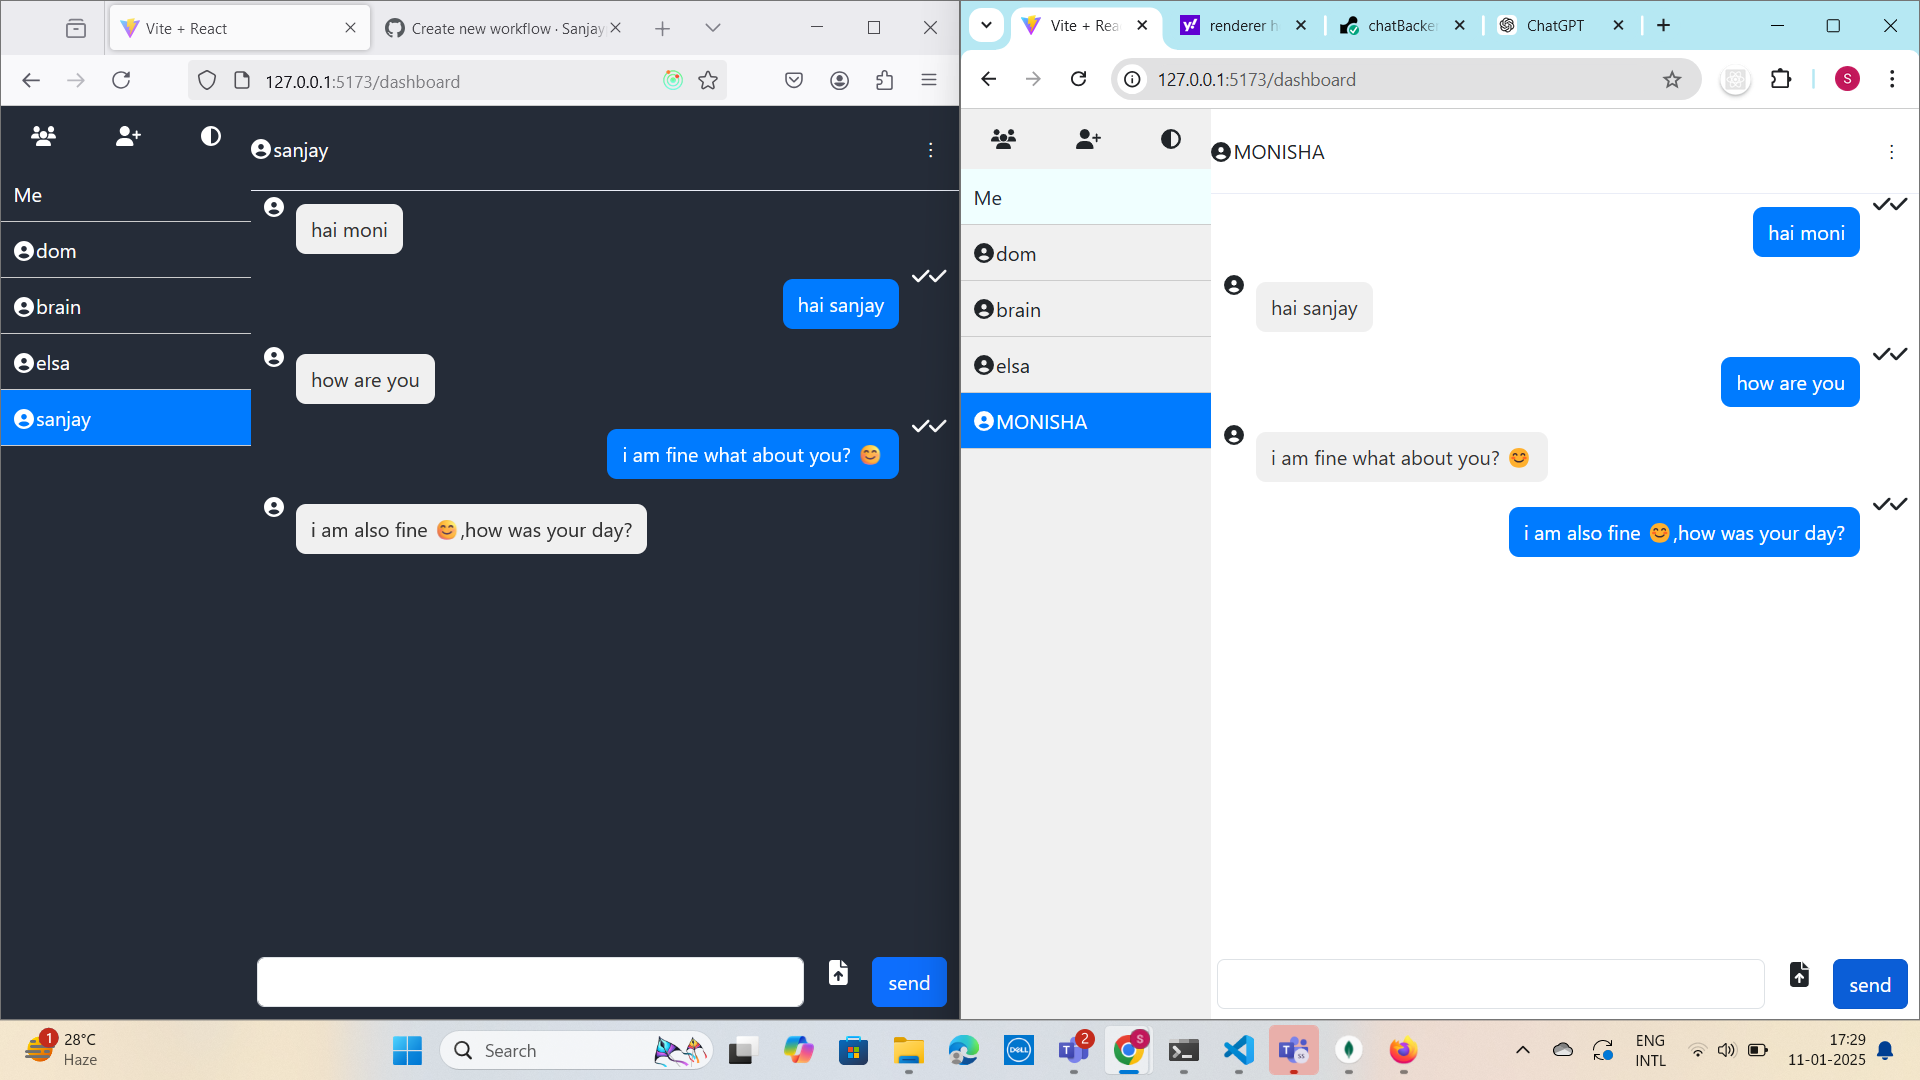 Vite + React
Create new workflow · Sanjay
127.0.0.1:5173/dashboard
sanjay
Me
dom
brain
elsa
sanjay
hai moni
hai sanjay
how are you
i am fine what about you? 😊
i am also fine 😊,how was your day?
send
Vite + Rea
renderer h
chatBacke
ChatGPT
S
127.0.0.1:5173/dashboard
MONISHA
Me
dom
brain
elsa
MONISHA
hai moni
hai sanjay
how are you
i am fine what about you? 😊
i am also fine 😊,how was your day?
send
1
28°C
Haze
Search
DELL
2
S
SS
ENG
INTL
17:29
11-01-2025